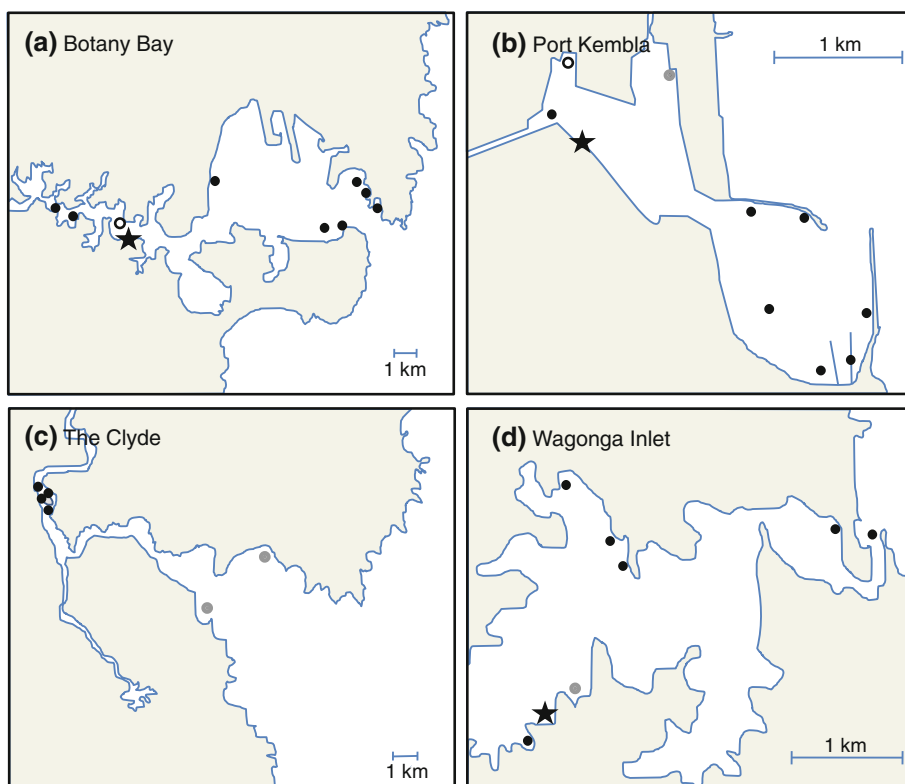 (a) Botany Bay
1 km
(b) Port Kembla
1 km
(c) The Clyde
1 km
(d) Wagonga Inlet
1 km